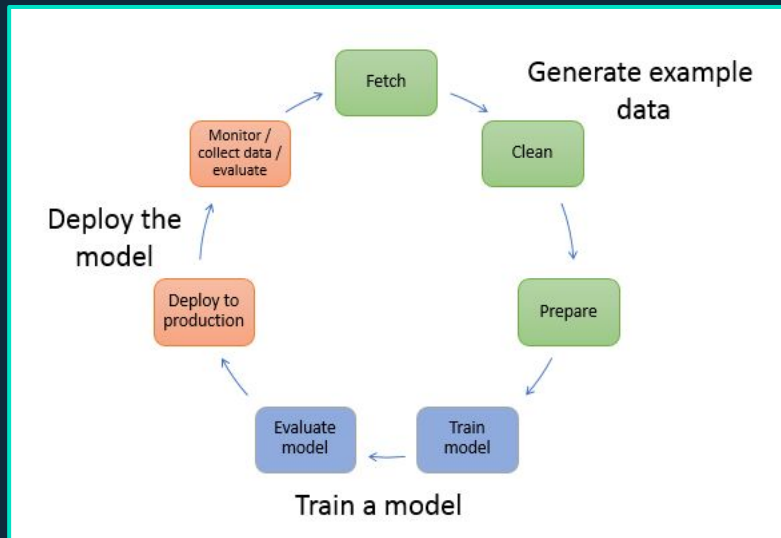 Fetch
Generate example
data
Clean
Prepare
Train
model
Evaluate
model
Train a model
Deploy to
production
Deploy the
model
Monitor /
collect data /
evaluate